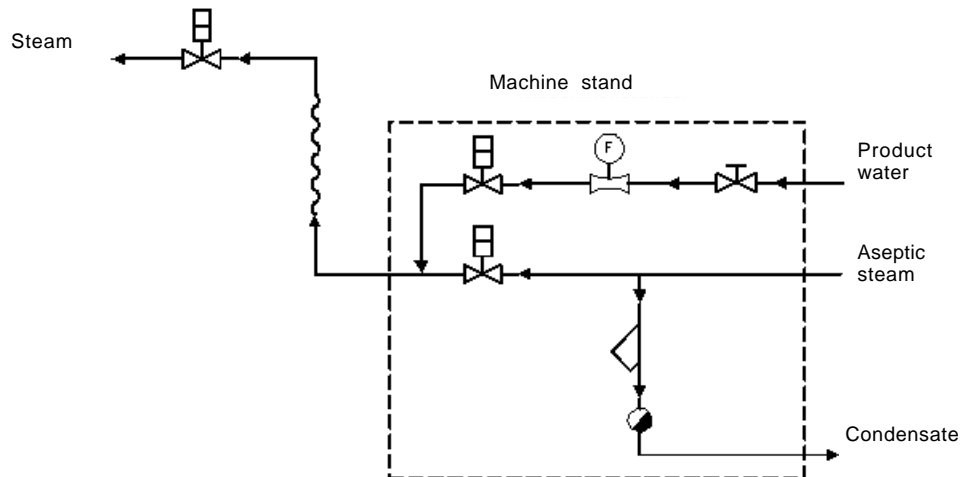 Steam
Machine stand
F
Product
water
Aseptic
steam
Condensate